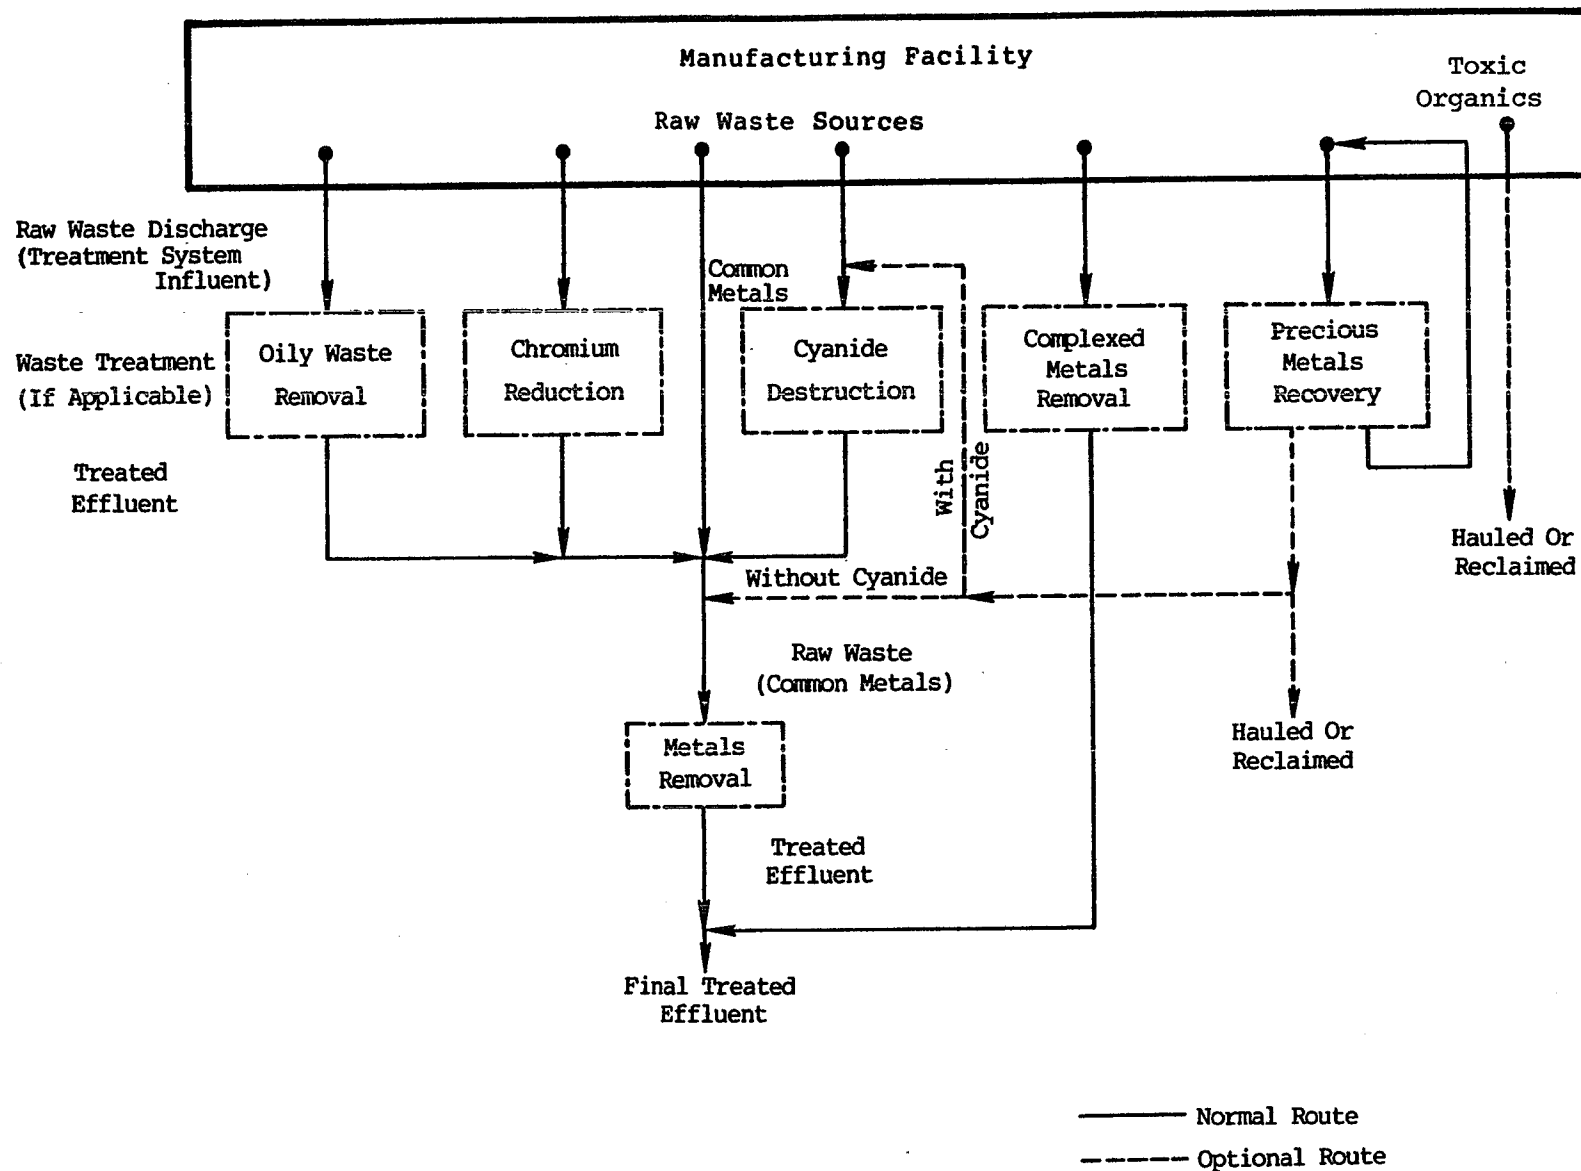 Manufacturing Facility
Toxic
Organics
Raw Waste Sources
Raw Waste Discharge
(Treatment System
Influent)
Common
Metals
Waste Treatment
(If Applicable)
Oily Waste
Removal
Chromium
Reduction
Cyanide
Destruction
Complexed
Metals
Removal
Precious
Metals
Recovery
Treated
Effluent
With
Cyanide
Hauled Or
Reclaimed
Without Cyanide
Raw Waste
(Common Metals)
Hauled Or
Reclaimed
Metals
Removal
Treated
Effluent
Final Treated
Effluent
Normal Route
Optional Route